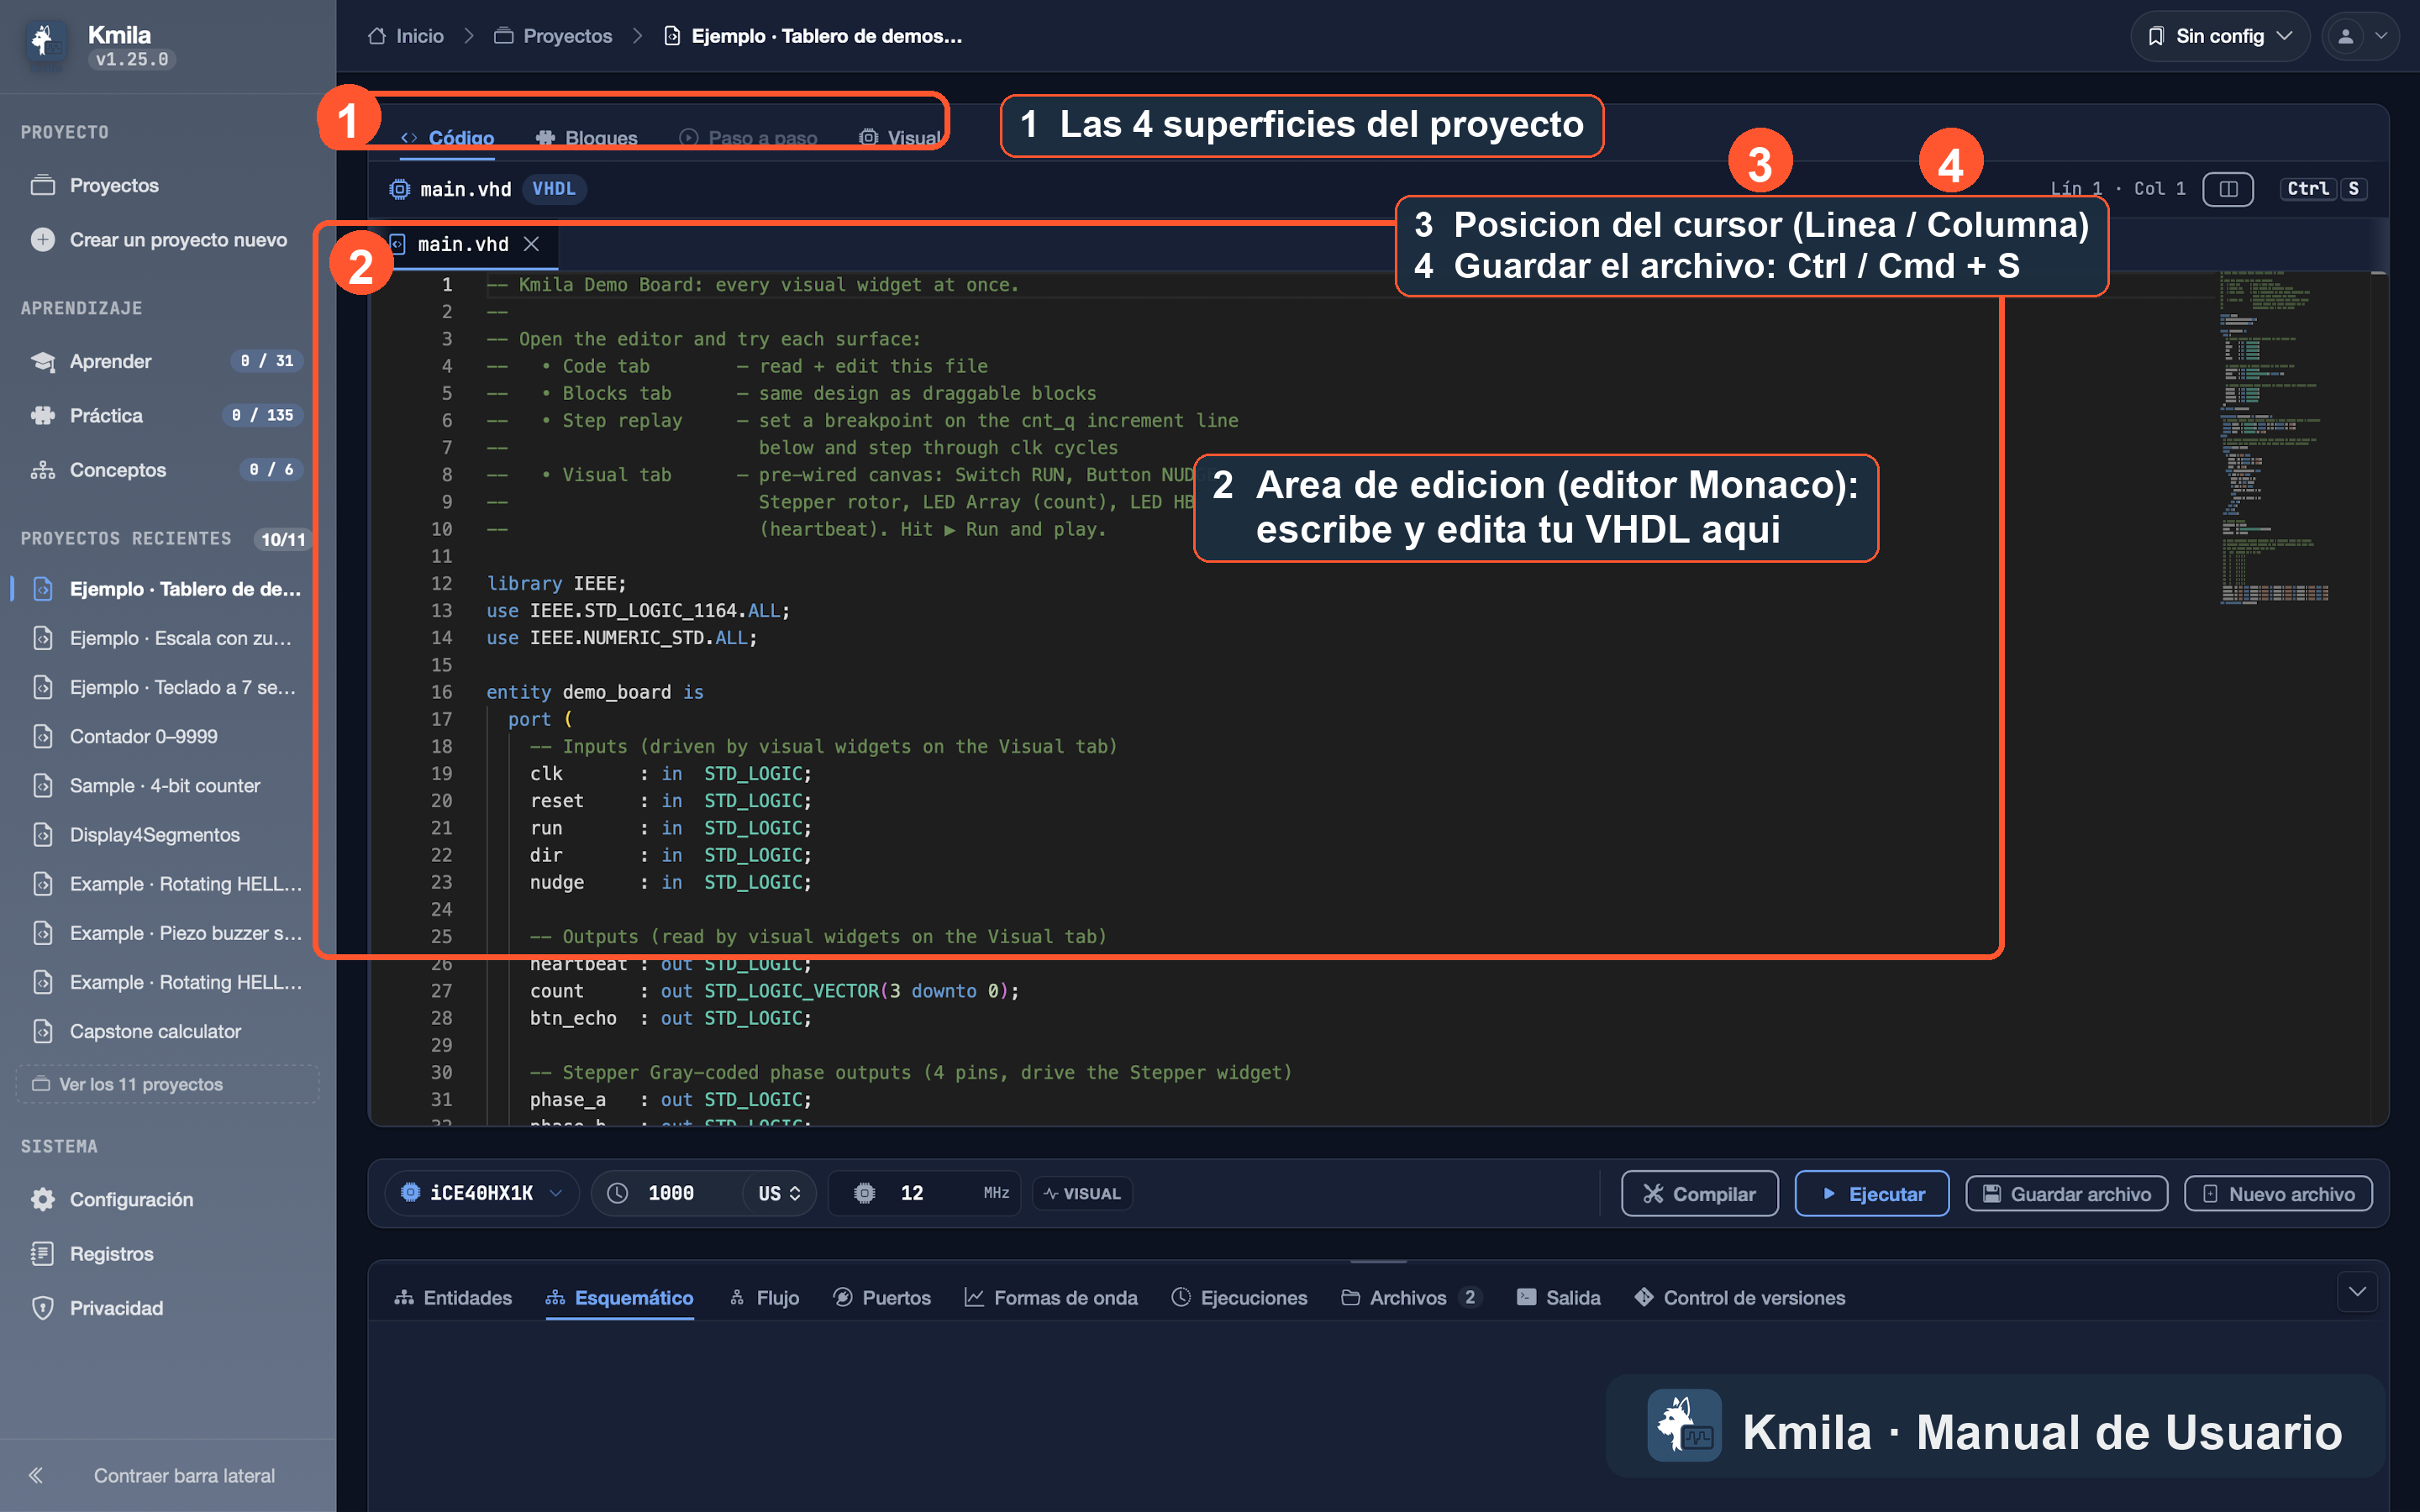 Kmila
v1.25.0
Inicio
Proyectos
Ejemplo · Tablero de demos...
Sin config
PROYECTO
Proyectos
Crear un proyecto nuevo
APRENDIZAJE
Aprender 0 / 31
Práctica 0 / 135
Conceptos 0 / 6
PROYECTOS RECIENTES 10/11
Ejemplo · Tablero de de...
Ejemplo · Escala con zu...
Ejemplo · Teclado a 7 se...
Contador 0–9999
Sample · 4-bit counter
Display4Segmentos
Example · Rotating HELL...
Example · Piezo buzzer s...
Example · Rotating HELL...
Capstone calculator
Ver los 11 proyectos
SISTEMA
Configuración
Registros
Privacidad
Contraer barra lateral
1
Código Bloques Paso a paso Visual
1 Las 4 superficies del proyecto
3
4
main.vhd VHDL
Lín 1 · Col 1
Ctrl S
3 Posicion del cursor (Linea / Columna)
4 Guardar el archivo: Ctrl / Cmd + S
2
main.vhd
1 -- Kmila Demo Board: every visual widget at once.
2 --
3 -- Open the editor and try each surface:
4 -- • Code tab — read + edit this file
5 -- • Blocks tab — same design as draggable blocks
6 -- • Step replay — set a breakpoint on the cnt_q increment line
7 -- below and step through clk cycles
8 -- • Visual tab — pre-wired canvas: Switch RUN, Button
9 -- Stepper rotor, LED Array (count), LED HB
10 -- (heartbeat). Hit ▶ Run and play.
2 Area de edicion (editor Monaco):
escribe y edita tu VHDL aqui
11
12 library IEEE;
13 use IEEE.STD_LOGIC_1164.ALL;
14 use IEEE.NUMERIC_STD.ALL;
15
16 entity demo_board is
17 port (
18 -- Inputs (driven by visual widgets on the Visual tab)
19 clk : in STD_LOGIC;
20 reset : in STD_LOGIC;
21 run : in STD_LOGIC;
22 dir : in STD_LOGIC;
23 nudge : in STD_LOGIC;
24
25 -- Outputs (read by visual widgets on the Visual tab)
26 heartbeat : out STD_LOGIC;
27 count : out STD_LOGIC_VECTOR(3 downto 0);
28 btn_echo : out STD_LOGIC;
29
30 -- Stepper Gray-coded phase outputs (4 pins, drive the Stepper widget)
31 phase_a : out STD_LOGIC;
32 phase_b : out STD_LOGIC;
iCE40HX1K
1000 US
12 MHz
VISUAL
Compilar
Ejecutar
Guardar archivo
Nuevo archivo
Entidades Esquemático Flujo Puertos Formas de onda Ejecuciones Archivos 2 Salida Control de versiones
Kmila · Manual de Usuario